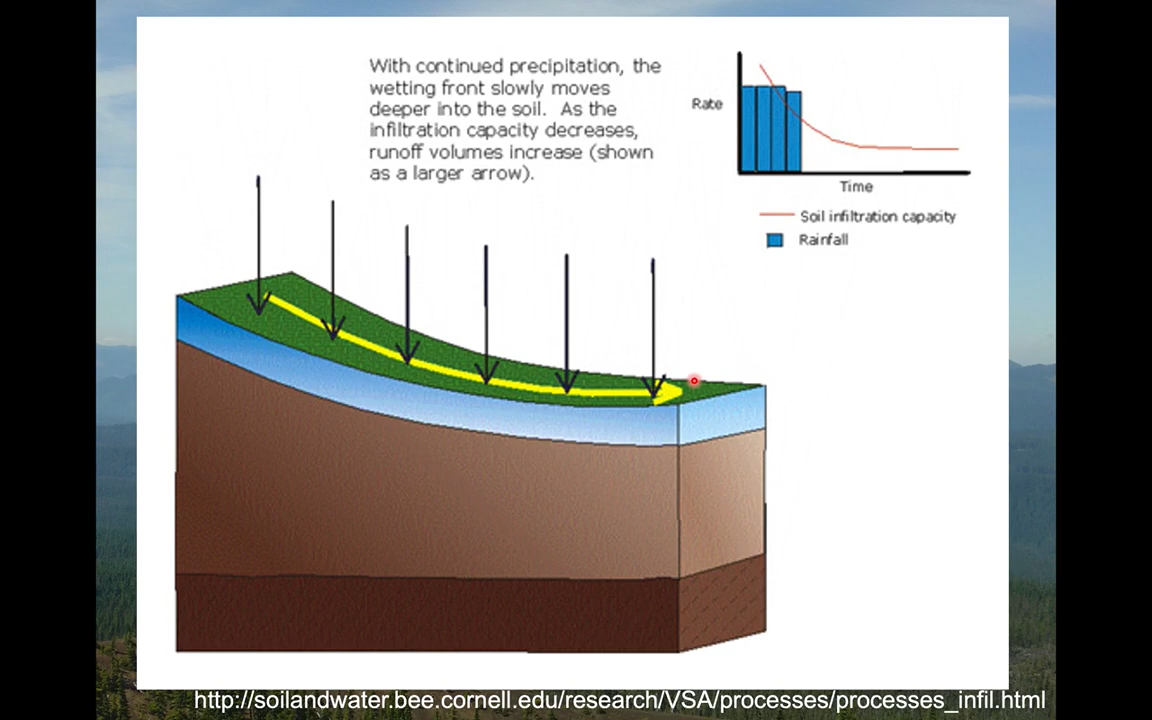 With continued precipitation, the
wetting front slowly moves
deeper into the soil. As the
infiltration capacity decreases,
runoff volumes increase (shown
as a larger arrow).
Rate
Time
Soil infiltration capacity
Rainfall
http://soilandwater.bee.cornell.edu/research/VSA/processes/processes_infil.html